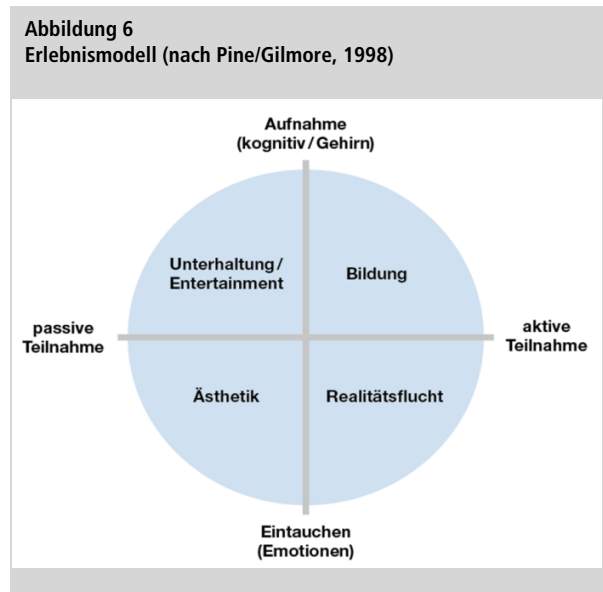 Abbildung 6
Erlebnismodell (nach Pine/Gilmore, 1998)
Aufnahme
(kognitiv/Gehirn)
Unterhaltung/
Entertainment
Bildung
passive
Teilnahme
aktive
Teilnahme
Ästhetik
Realitätsflucht
Eintauchen
(Emotionen)